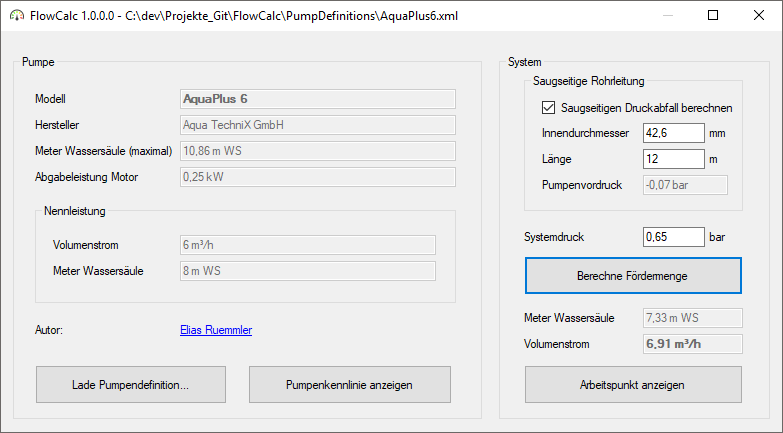 FlowCalc 1.0.0.0 - C:\dev\Projekte_Git\FlowCalc\PumpDefinitions\AquaPlus6.xml
Pumpe
Modell
AquaPlus 6
Hersteller
Aqua TechniX GmbH
Meter Wassersäule (maximal)
10,86 m WS
Abgabeleistung Motor
0,25 kW
Nennleistung
Volumenstrom
6 m³/h
Meter Wassersäule
8 m WS
Autor:
Elias Ruemmler
Lade Pumpendefinition...
Pumpenkennlinie anzeigen
System
Saugseitige Rohrleitung
Saugseitigen Druckabfall berechnen
Innendurchmesser
42,6
mm
Länge
12
m
Pumpenvordruck
-0,07 bar
Systemdruck
0,65
bar
Berechne Fördermenge
Meter Wassersäule
7,33 m WS
Volumenstrom
6,91 m³/h
Arbeitspunkt anzeigen